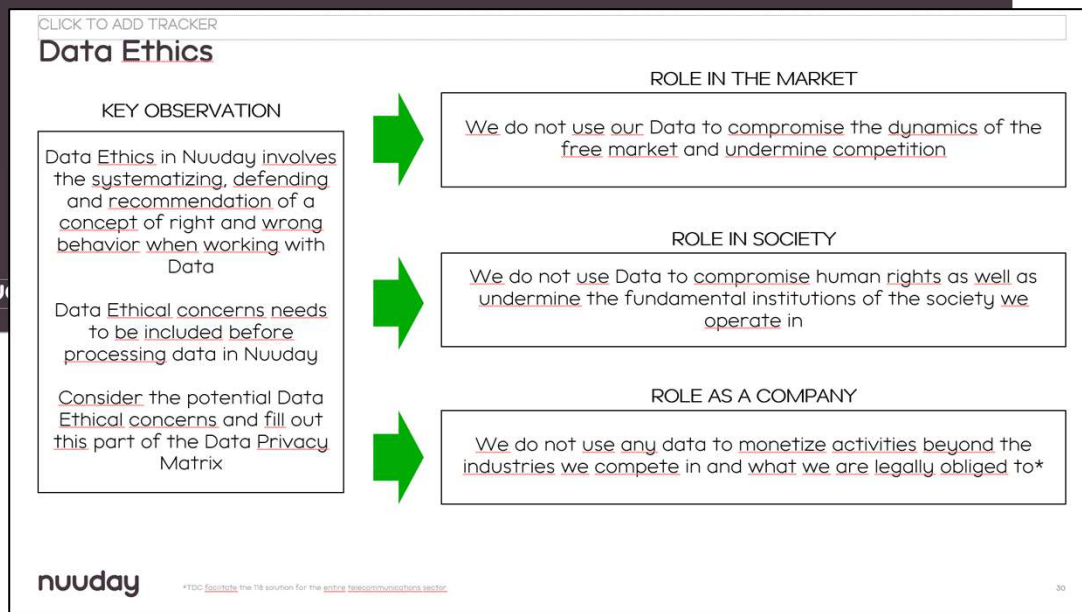 CLICK TO ADD TRACKER
Data Ethics
KEY OBSERVATION
Data Ethics in Nuuday involves
the systematizing, defending
and recommendation of a
concept of right and wrong
behavior when working with
Data
Data Ethical concerns needs
to be included before
processing data in Nuuday
Consider the potential Data
Ethical concerns and fill out
this part of the Data Privacy
Matrix
ROLE IN THE MARKET
We do not use our Data to compromise the dynamics of the
free market and undermine competition
ROLE IN SOCIETY
We do not use Data to compromise human rights as well as
undermine the fundamental institutions of the society we
operate in
ROLE AS A COMPANY
We do not use any data to monetize activities beyond the
industries we compete in and what we are legally obliged to*
nuuday
*TDC facilitate the 118 solution for the entire telecommunications sector
30